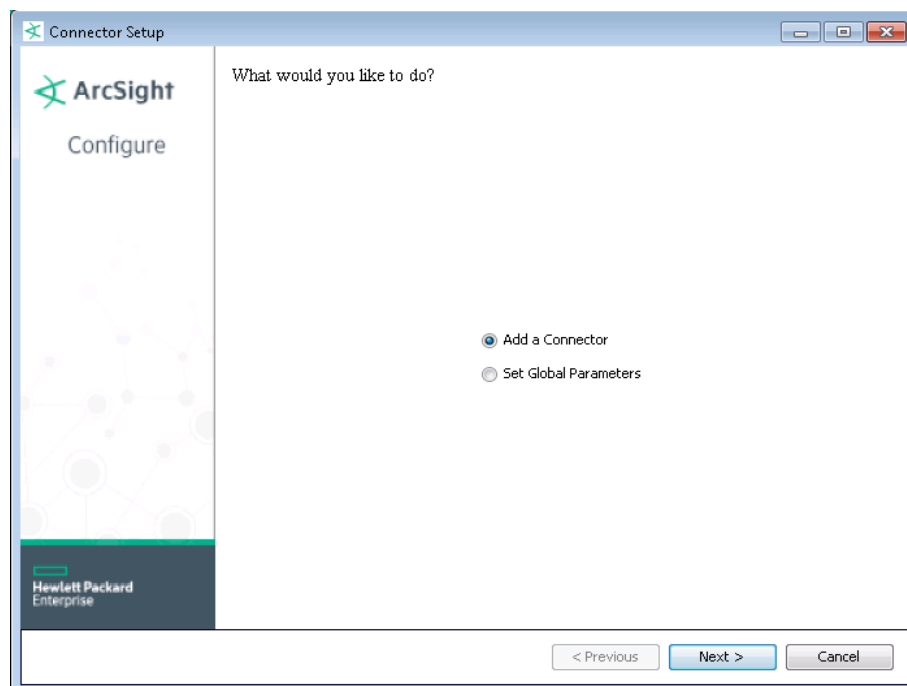 Connector Setup
ArcSight
Configure
What would you like to do?
Add a Connector
Set Global Parameters
Hewlett Packard
Enterprise
< Previous
Next >
Cancel